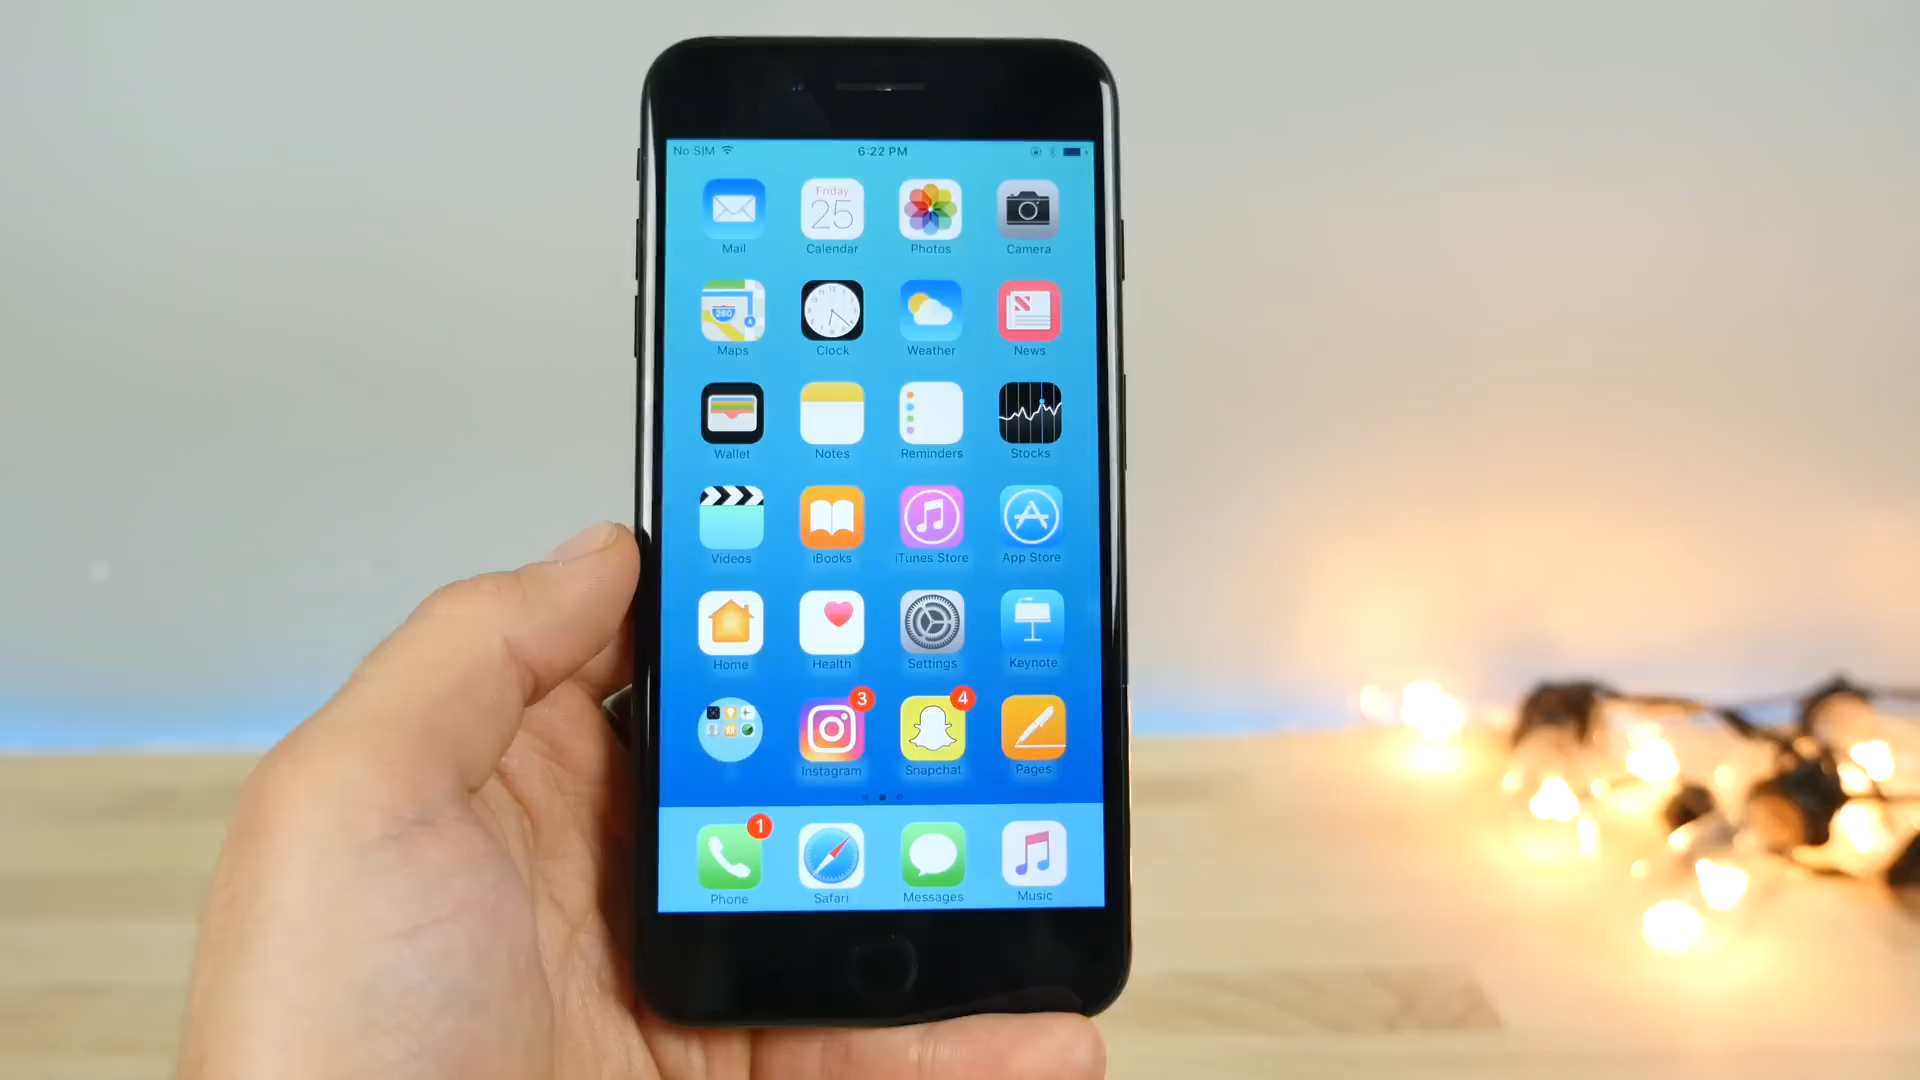 No SIM 6:22 PM
Friday
25
Mail Calendar Photos Camera
280
Maps Clock Weather News
Wallet Notes Reminders Stocks
Videos iBooks iTunes Store App Store
Home Health Settings Keynote
3 4
Instagram Snapchat Pages
1
Phone Safari Messages Music